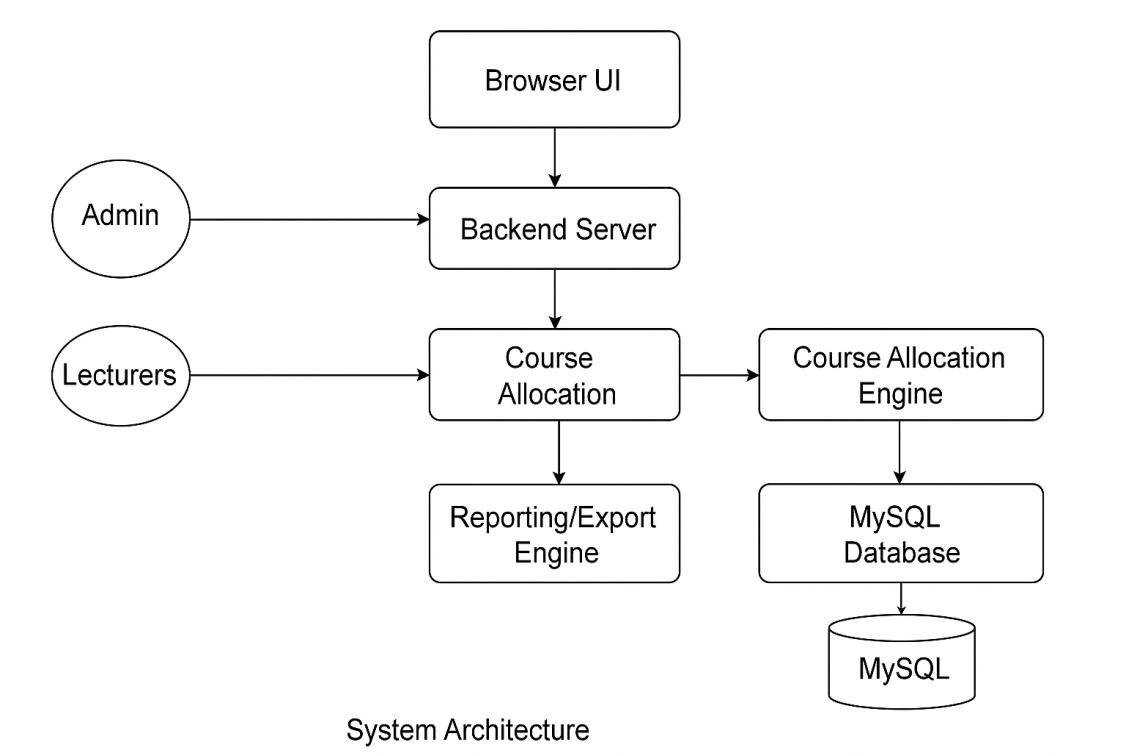 Browser UI
Admin
Backend Server
Lecturers
Course
Allocation
Course Allocation
Engine
Reporting/Export
Engine
MySQL
Database
MySQL
System Architecture